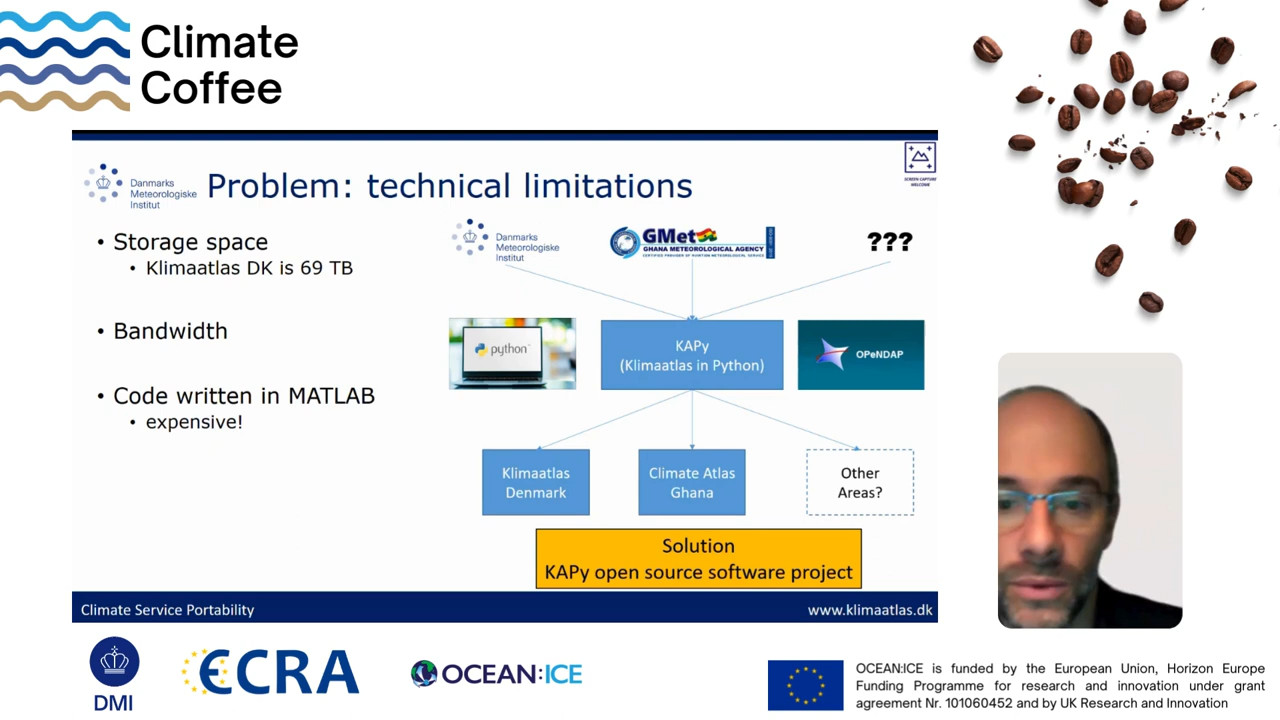 Climate
Coffee
SCREEN CAPTURE
WELCOME
Danmarks
Meteorologiske
Institut
Problem: technical limitations
• Storage space
• Klimaatlas DK is 69 TB
• Bandwidth
• Code written in MATLAB
• expensive!
Danmarks
Meteorologiske
Institut
GMet
GHANA METEOROLOGICAL AGENCY
???
python
KAPy
(Klimaatlas in Python)
OPeNDAP
Klimaatlas
Denmark
Climate Atlas
Ghana
Other
Areas?
Solution
KAPy open source software project
Climate Service Portability
www.klimaatlas.dk
DMI
ECRA
OCEAN:ICE
OCEAN:ICE is funded by the European Union, Horizon Europe
Funding Programme for research and innovation under grant
agreement Nr. 101060452 and by UK Research and Innovation